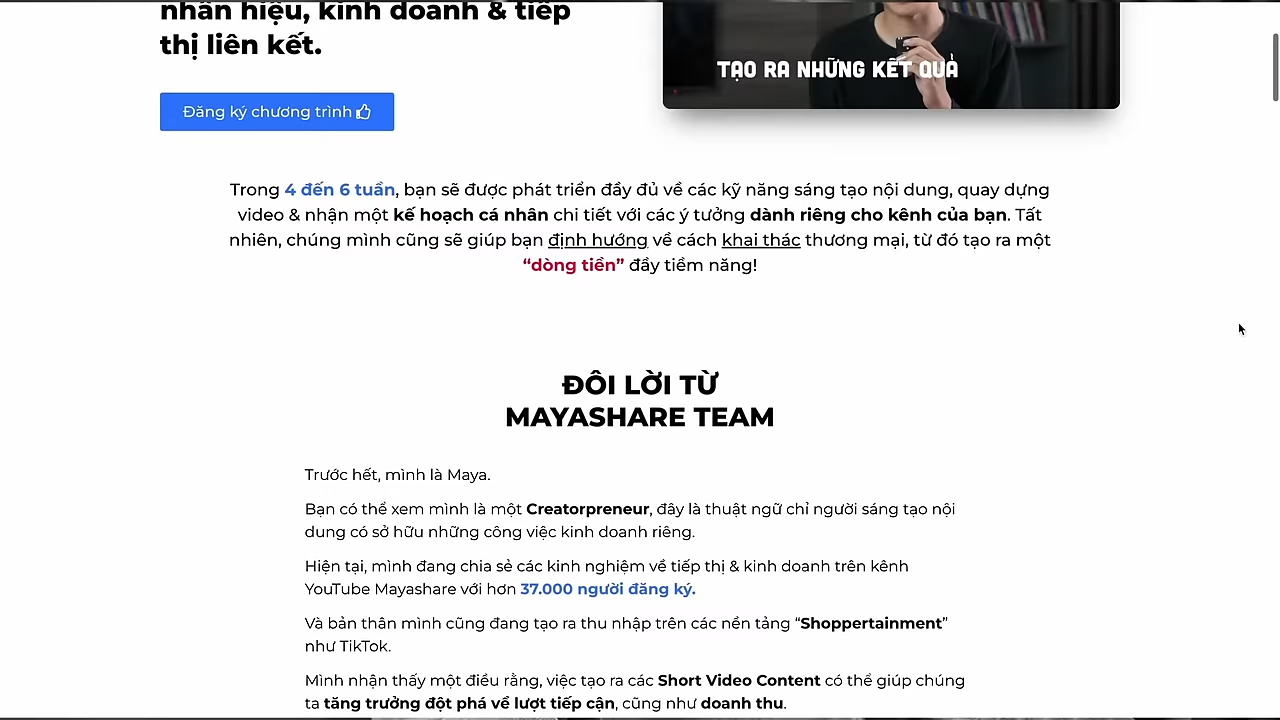 nhân hiệu, kinh doanh & tiếp
thị liên kết.
TẠO RA NHỮNG KẾT QUẢ
Đăng ký chương trình
Trong 4 đến 6 tuần, bạn sẽ được phát triển đầy đủ về các kỹ năng sáng tạo nội dung, quay dựng
video & nhận một kế hoạch cá nhân chi tiết với các ý tưởng dành riêng cho kênh của bạn. Tất
nhiên, chúng mình cũng sẽ giúp bạn định hướng về cách khai thác thương mại, từ đó tạo ra một
“dòng tiền” đầy tiềm năng!
ĐÔI LỜI TỪ
MAYASHARE TEAM
Trước hết, mình là Maya.
Bạn có thể xem mình là một Creatorpreneur, đây là thuật ngữ chỉ người sáng tạo nội
dung có sở hữu những công việc kinh doanh riêng.
Hiện tại, mình đang chia sẻ các kinh nghiệm về tiếp thị & kinh doanh trên kênh
YouTube Mayashare với hơn 37.000 người đăng ký.
Và bản thân mình cũng đang tạo ra thu nhập trên các nền tảng “Shoppertainment”
như TikTok.
Mình nhận thấy một điều rằng, việc tạo ra các Short Video Content có thể giúp chúng
ta tăng trưởng đột phá về lượt tiếp cận, cũng như doanh thu.